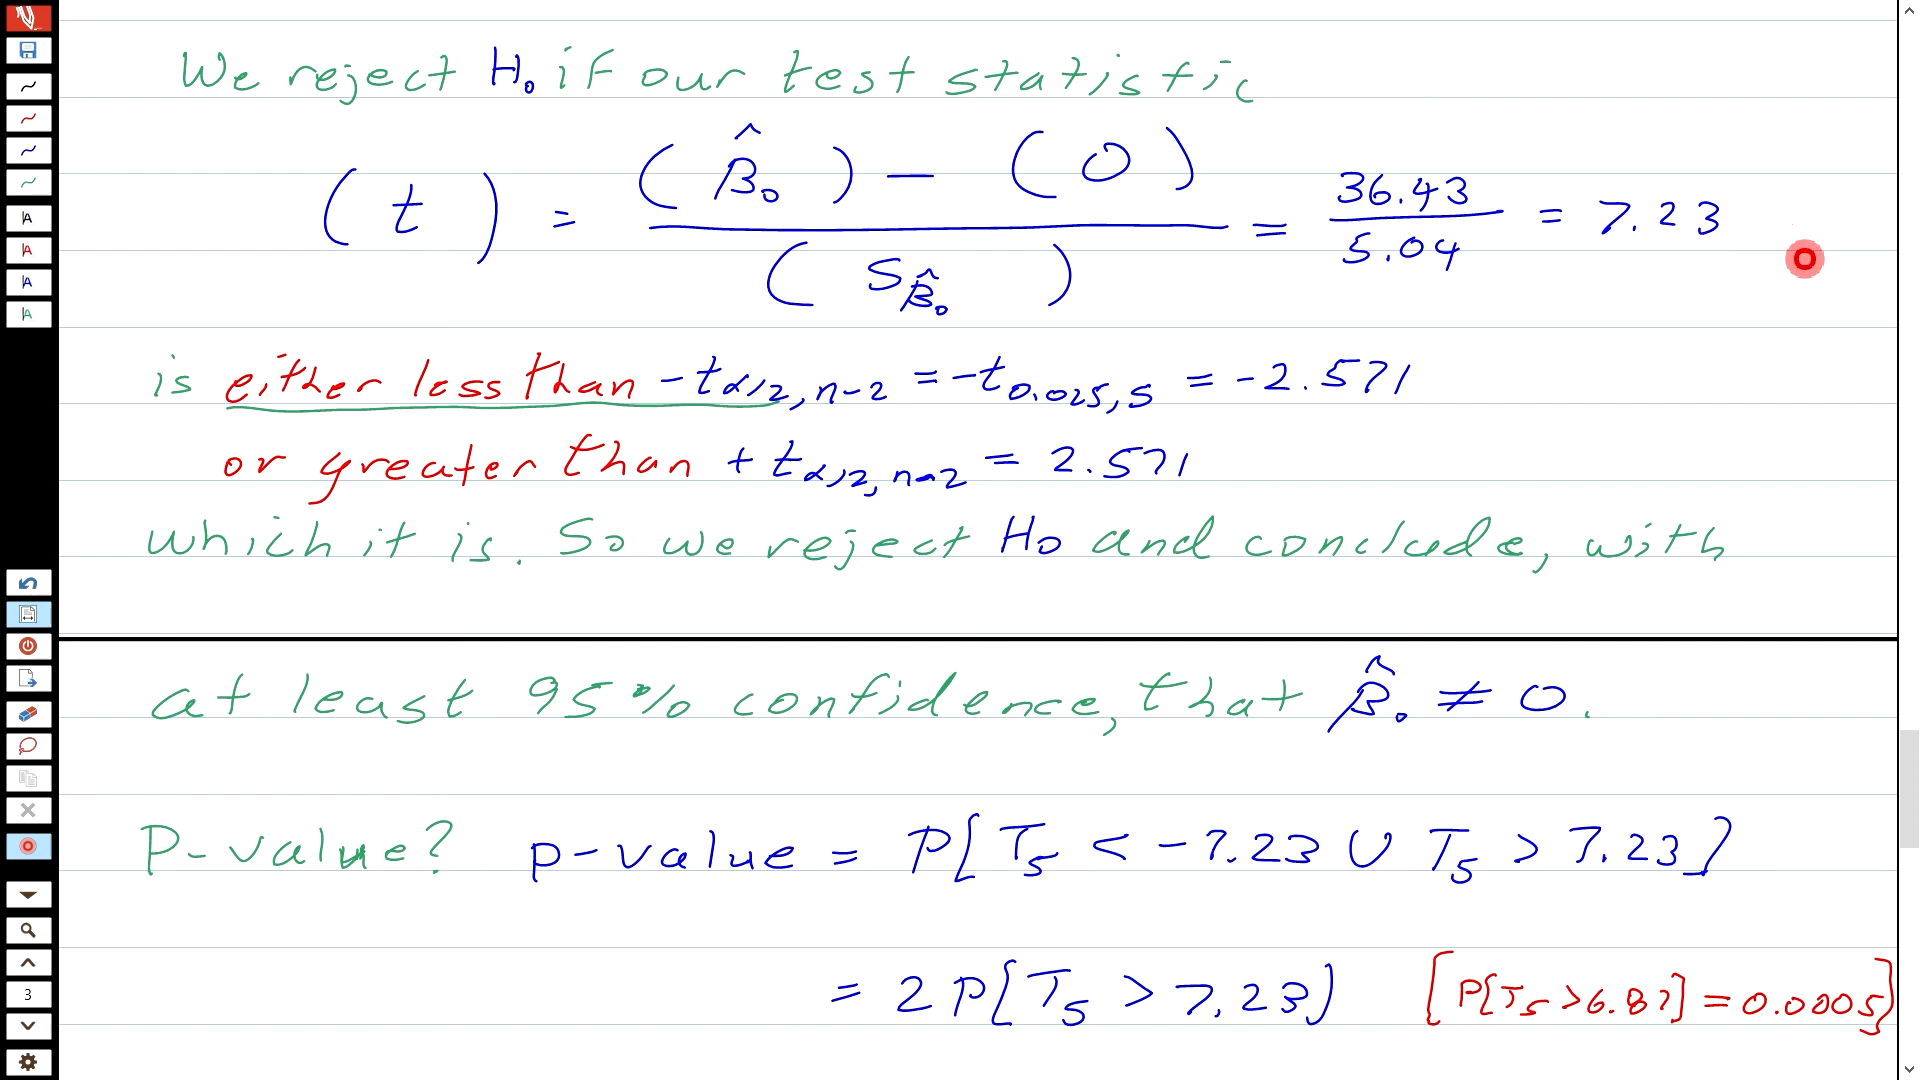 We reject H₀ if our test statistic
(t) = ((β̂₀) − (0)) / (S_β̂₀) = 36.43 / 5.04 = 7.23
is either less than −t_α/2, n−2 = −t_0.025, 5 = −2.571
or greater than + t_α/2, n−2 = 2.571
which it is. So we reject H₀ and conclude, with
at least 95% confidence, that β̂₀ ≠ 0.
P-value? p-value = P[T₅ < −7.23 ∪ T₅ > 7.23]
= 2P[T₅ > 7.23] [P[T₅ > 6.87] = 0.0005]
A
A
A
A
3